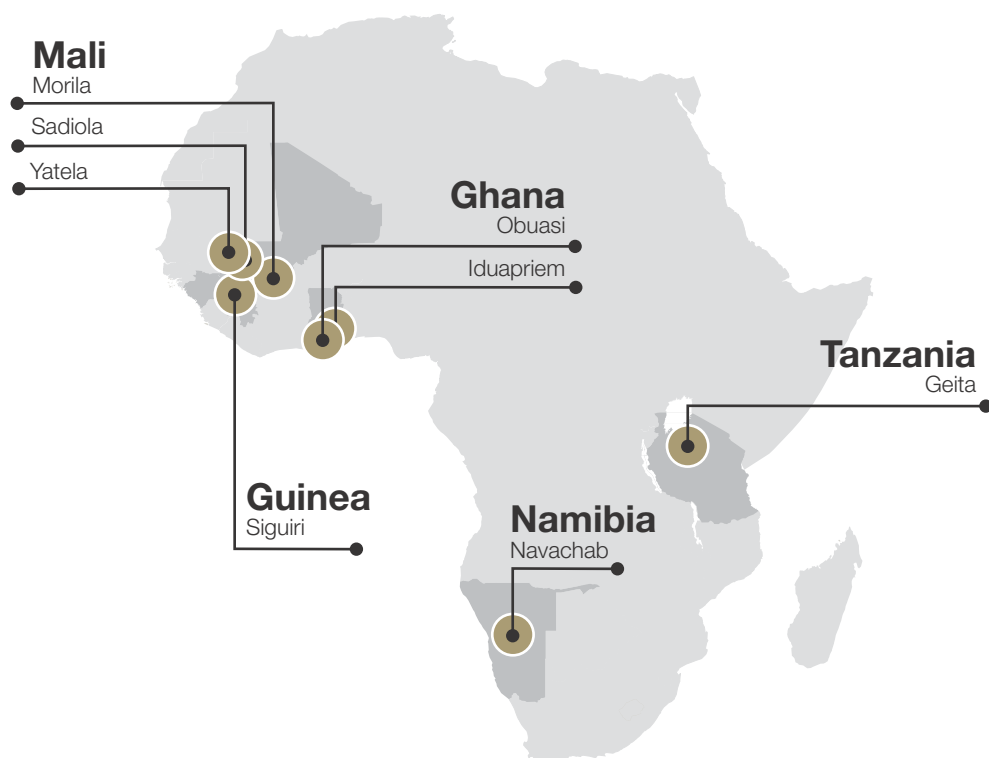 Mali
Morila
Sadiola
Yatela
Ghana
Obuasi
Iduapriem
Tanzania
Geita
Guinea
Siguiri
Namibia
Navachab